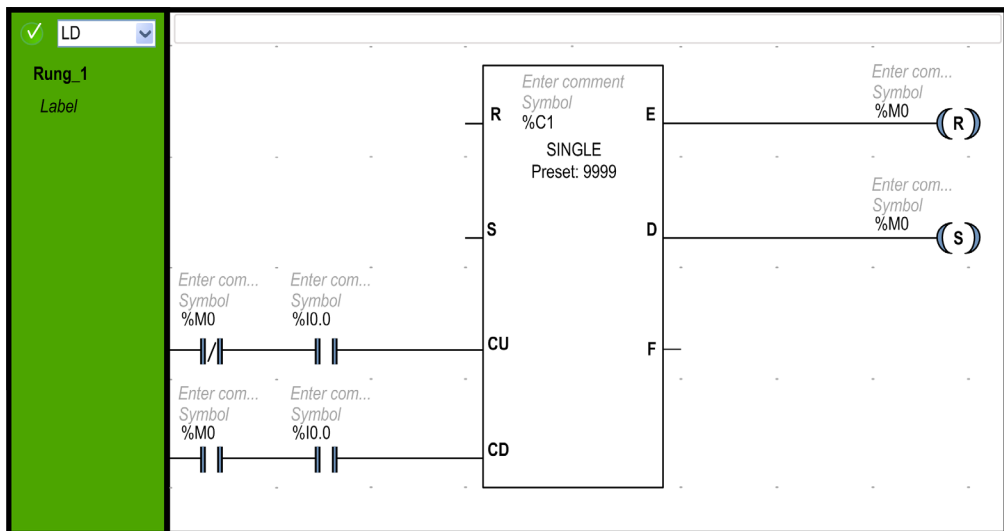 LD
Rung_1
Label
Enter comment
Symbol
%C1
SINGLE
Preset: 9999
R
E
S
D
CU
F
CD
Enter com...
Symbol
%M0
R
Enter com...
Symbol
%M0
S
Enter com...
Symbol
%M0
Enter com...
Symbol
%I0.0
Enter com...
Symbol
%M0
Enter com...
Symbol
%I0.0